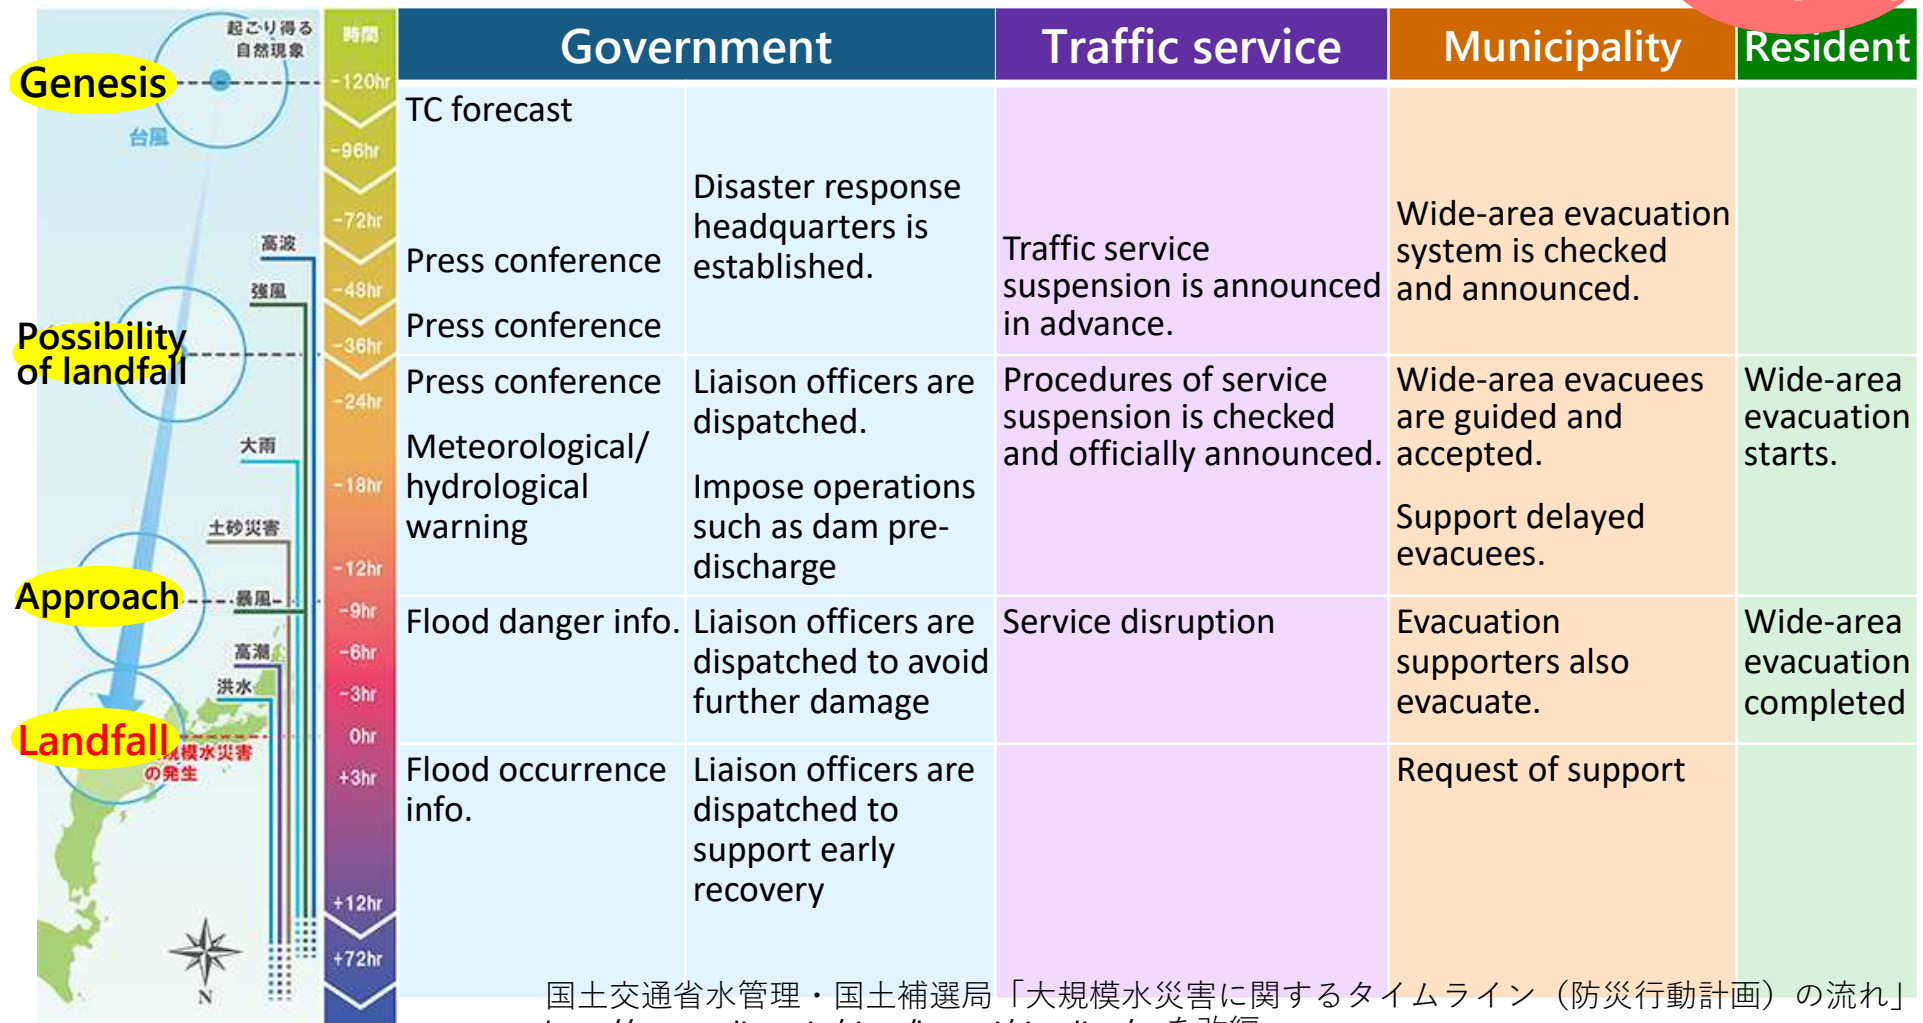 起こり得る
自然現象
時間
Government
Traffic service
Municipality
Resident
Genesis
-120hr
台風
-96hr
-72hr
高波
強風
-48hr
Possibility
of landfall
-36hr
-24hr
大雨
-18hr
土砂災害
-12hr
Approach
暴風
-9hr
高潮
-6hr
洪水
-3hr
Landfall
0hr
規模水災害
の発生
+3hr
+12hr
+72hr
N
TC forecast
Press conference
Press conference
Disaster response
headquarters is
established.
Traffic service
suspension is announced
in advance.
Wide-area evacuation
system is checked
and announced.
Press conference
Meteorological/
hydrological
warning
Liaison officers are
dispatched.
Impose operations
such as dam pre-
discharge
Procedures of service
suspension is checked
and officially announced.
Wide-area evacuees
are guided and
accepted.
Support delayed
evacuees.
Wide-area
evacuation
starts.
Flood danger info.
Liaison officers are
dispatched to avoid
further damage
Service disruption
Evacuation
supporters also
evacuate.
Wide-area
evacuation
completed
Flood occurrence
info.
Liaison officers are
dispatched to
support early
recovery
Request of support
国土交通省水管理・国土補選局「大規模水災害に関するタイムライン（防災行動計画）の流れ」